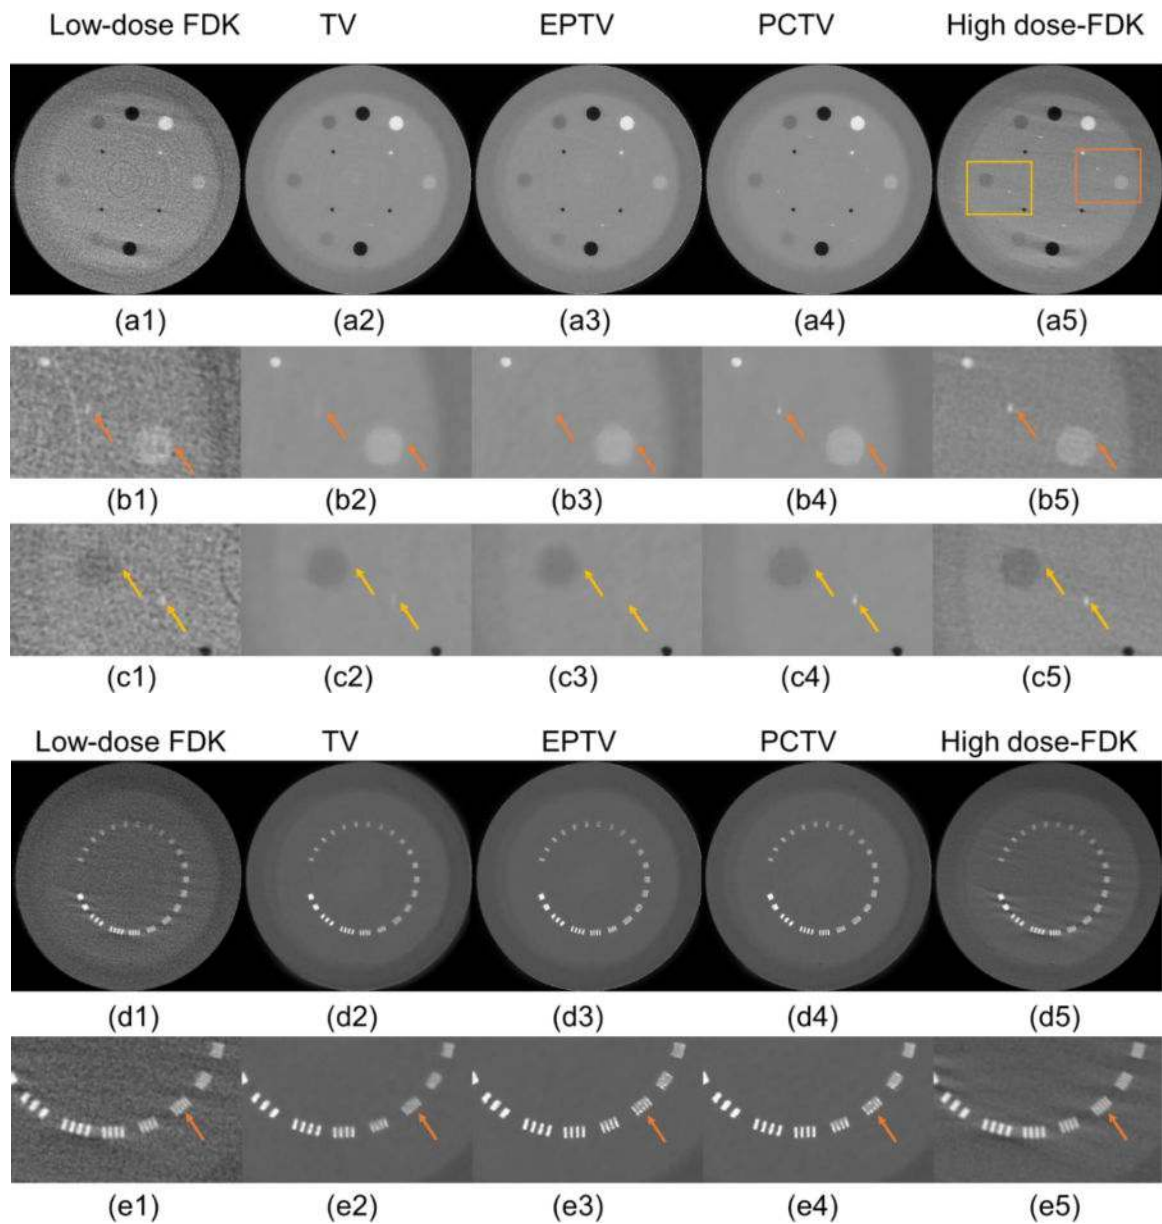 Low-dose FDK TV EPTV PCTV High dose-FDK
(a1) (a2) (a3) (a4) (a5)
(b1) (b2) (b3) (b4) (b5)
(c1) (c2) (c3) (c4) (c5)
Low-dose FDK TV EPTV PCTV High dose-FDK
(d1) (d2) (d3) (d4) (d5)
(e1) (e2) (e3) (e4) (e5)